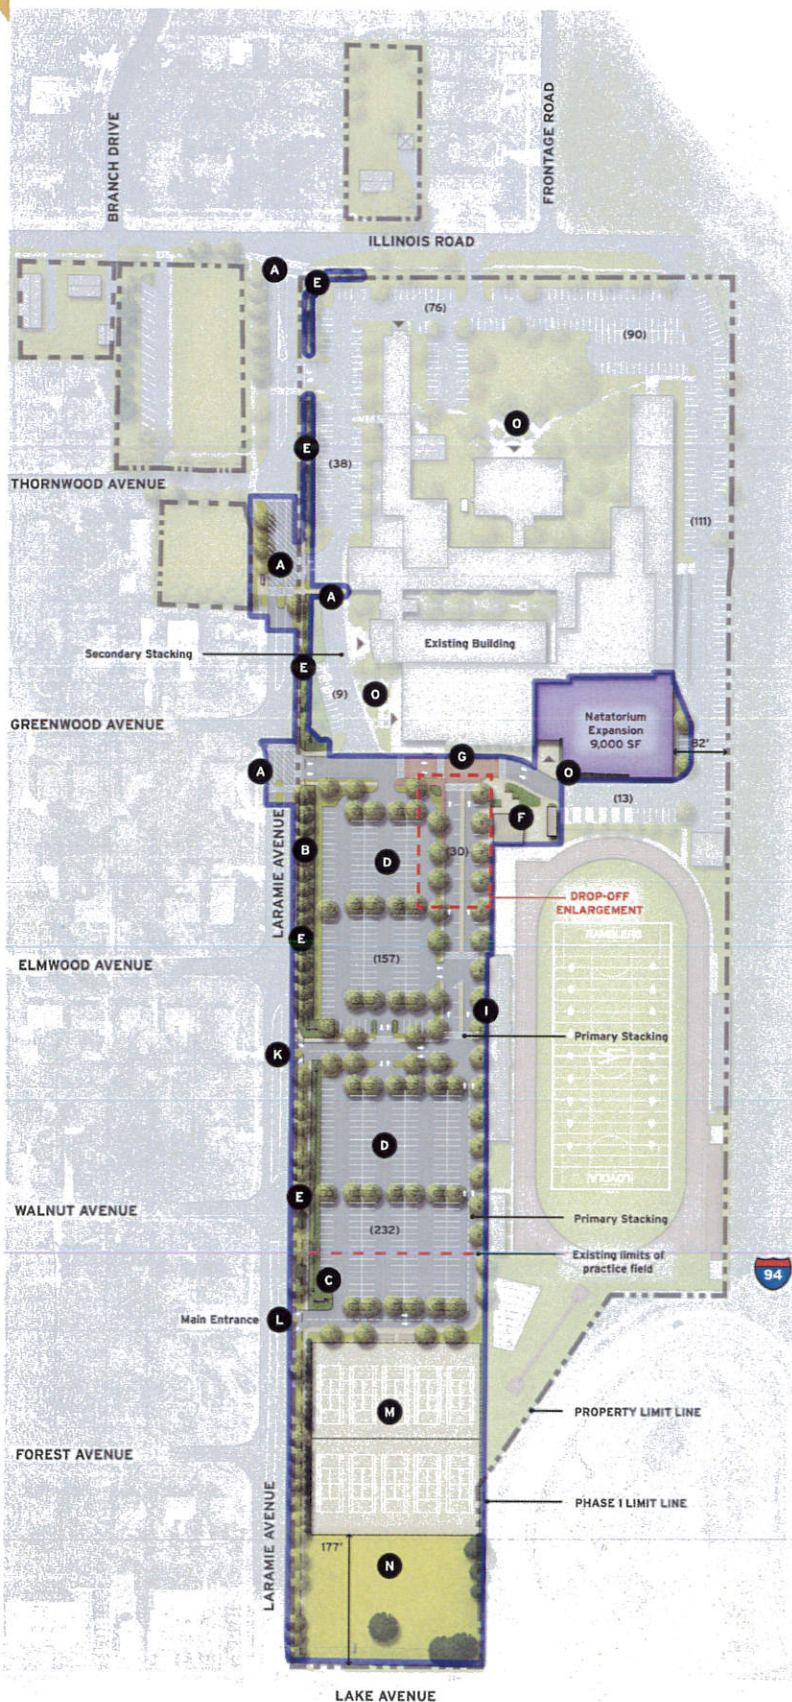 BRANCH DRIVE
FRONTAGE ROAD
ILLINOIS ROAD
A
E
(76)
(90)
O
E
(38)
THORNWOOD AVENUE
(111)
A
A
Existing Building
Secondary Stacking
E
(9)
O
GREENWOOD AVENUE
Natatorium
Expansion
9,000 SF
82'
G
A
O
(13)
F
LARAMIE AVENUE
B
D
(30)
DROP-OFF
ENLARGEMENT
RAMBLERS
E
(157)
ELMWOOD AVENUE
I
Primary Stacking
K
D
LOYOLA
E
WALNUT AVENUE
(232)
Primary Stacking
Existing limits of
practice field
94
C
Main Entrance
L
M
PROPERTY LIMIT LINE
FOREST AVENUE
PHASE 1 LIMIT LINE
LARAMIE AVENUE
177'
N
LAKE AVENUE